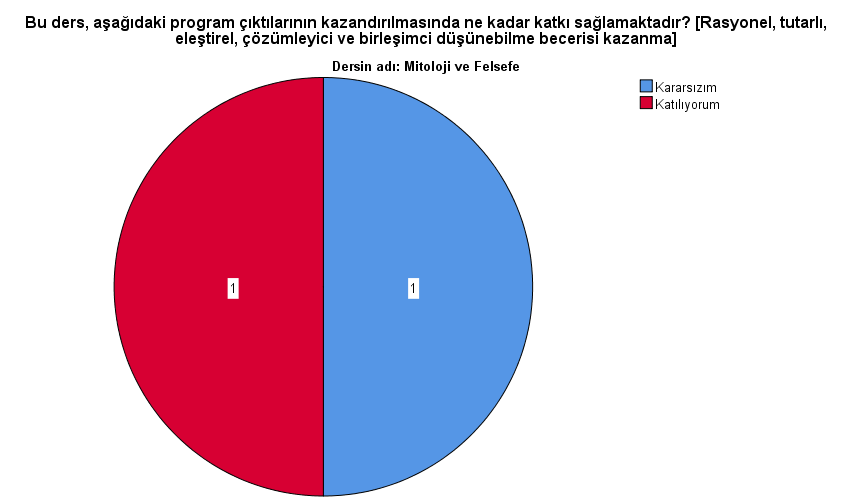 Bu ders, aşağıdaki program çıktılarının kazandırılmasında ne kadar katkı sağlamaktadır? [Rasyonel, tutarlı,
eleştirel, çözümleyici ve birleşimci düşünebilme becerisi kazanma]
Dersin adı: Mitoloji ve Felsefe
Kararsızım
Katılıyorum
1
1